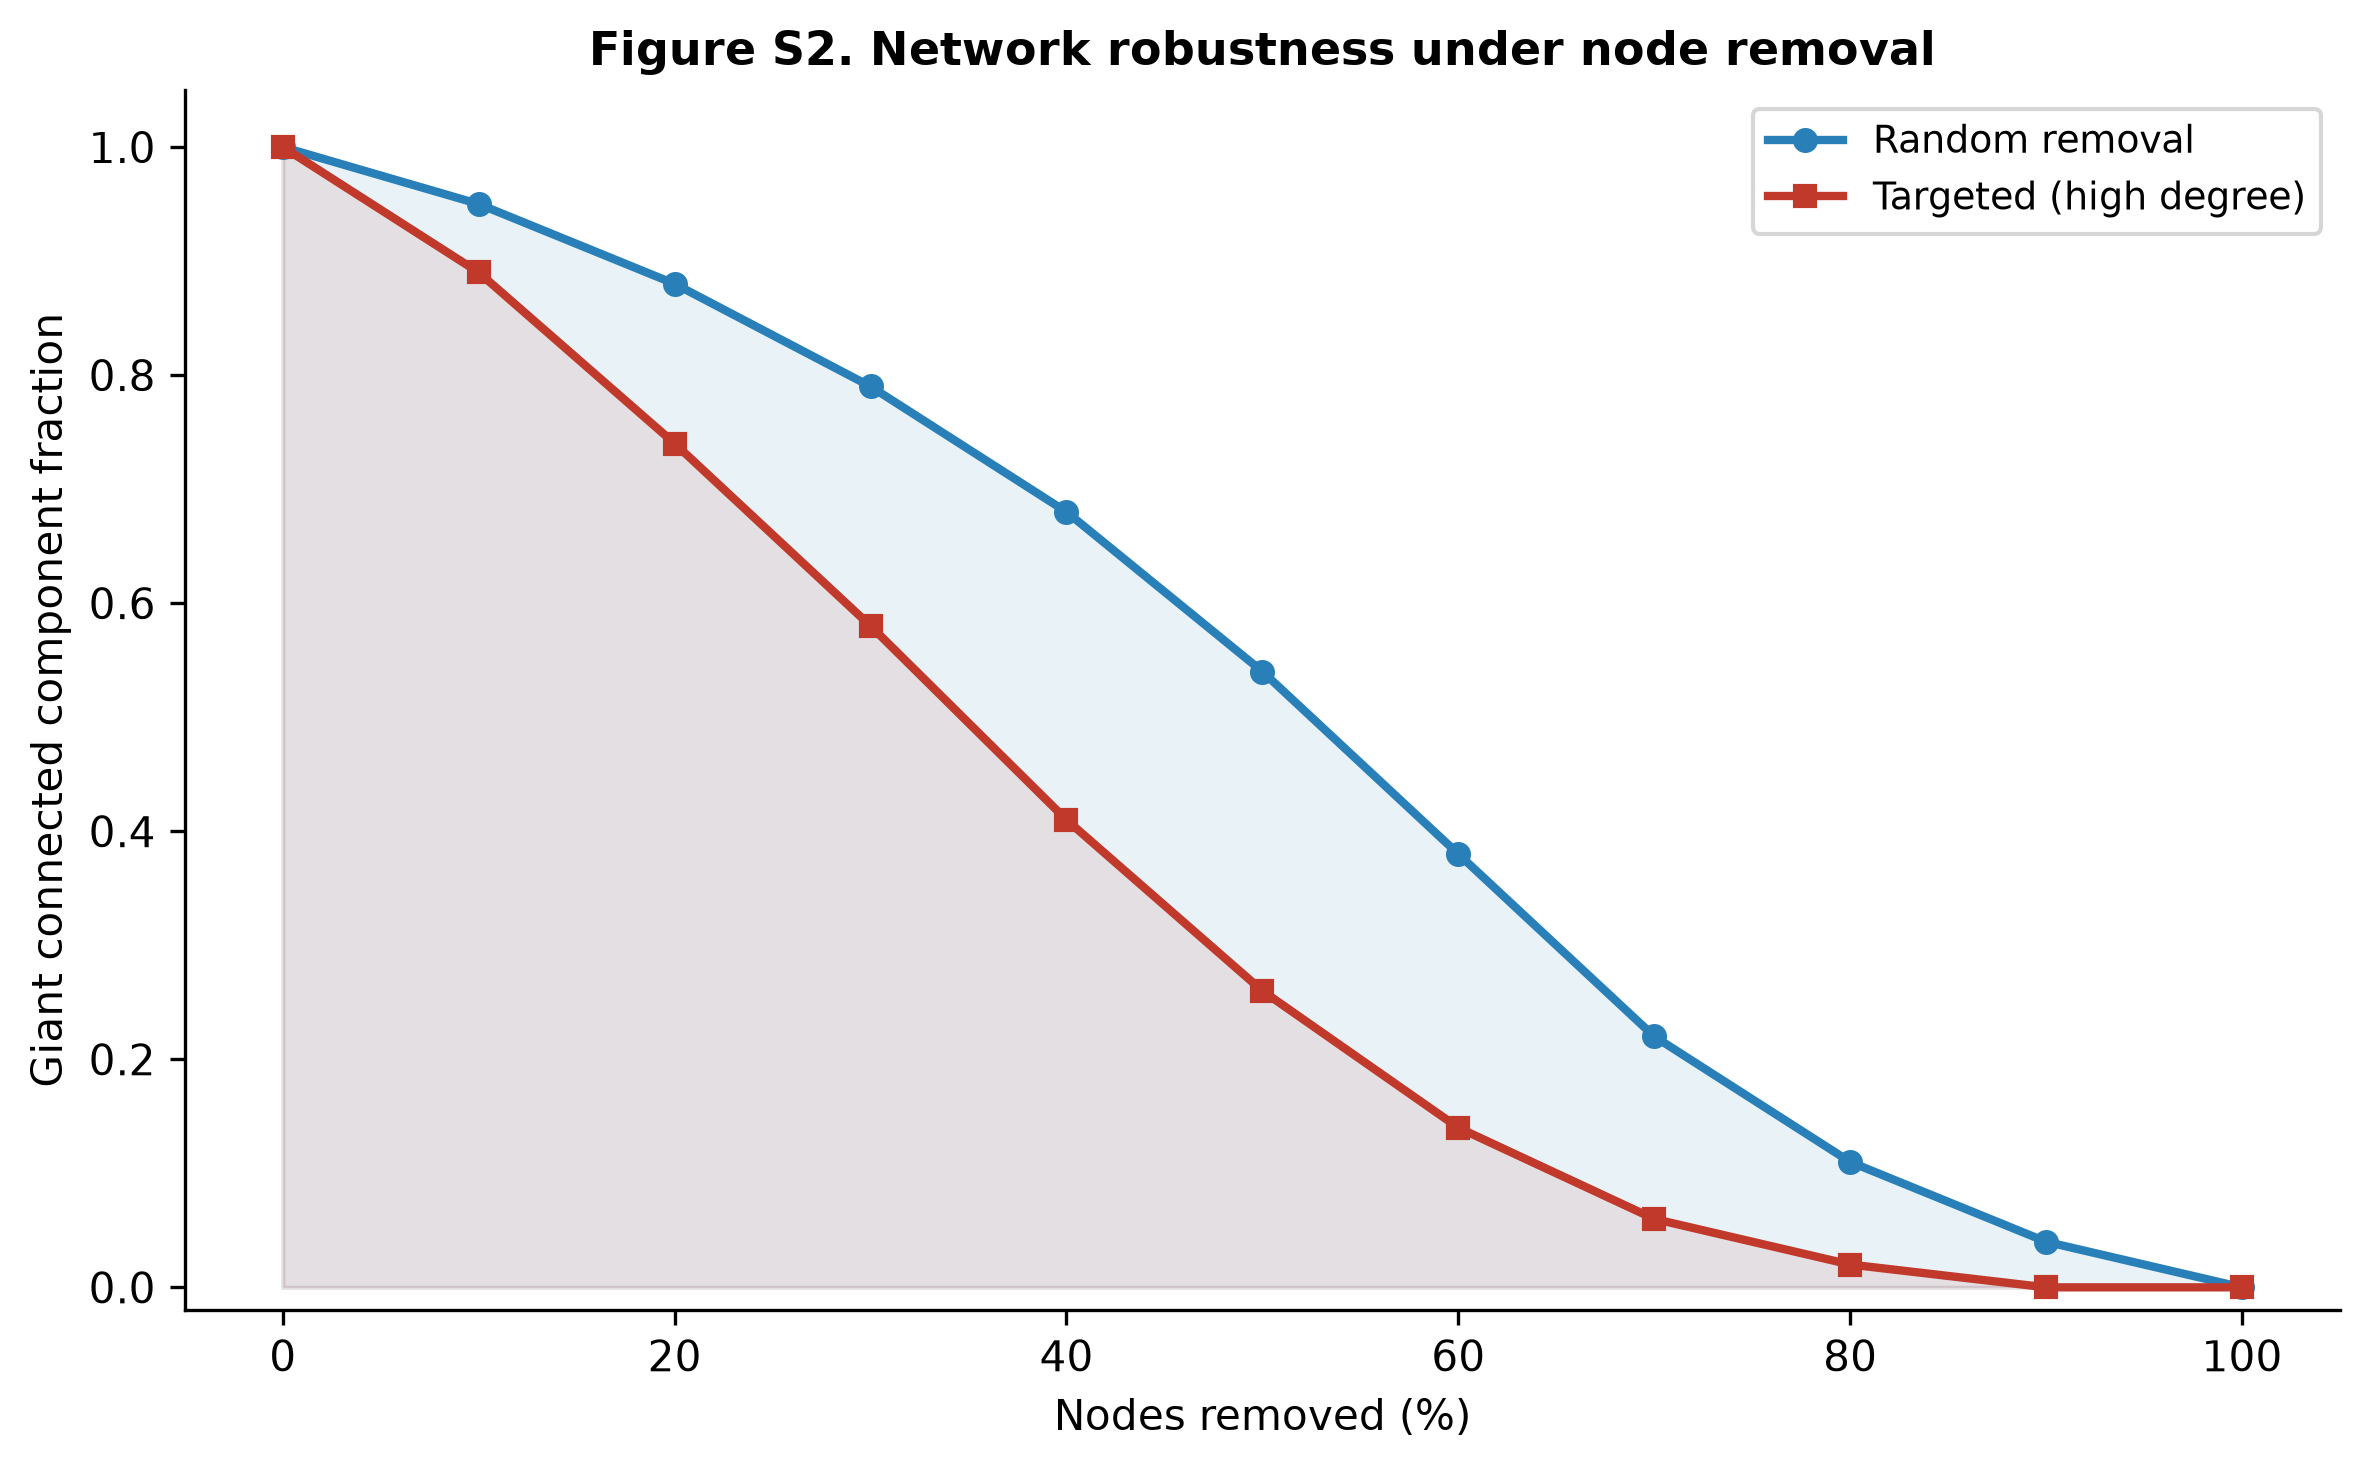 Figure S2. Network robustness under node removal
Random removal
Targeted (high degree)
Giant connected component fraction
1.0
0.8
0.6
0.4
0.2
0.0
0
20
40
60
80
100
Nodes removed (%)